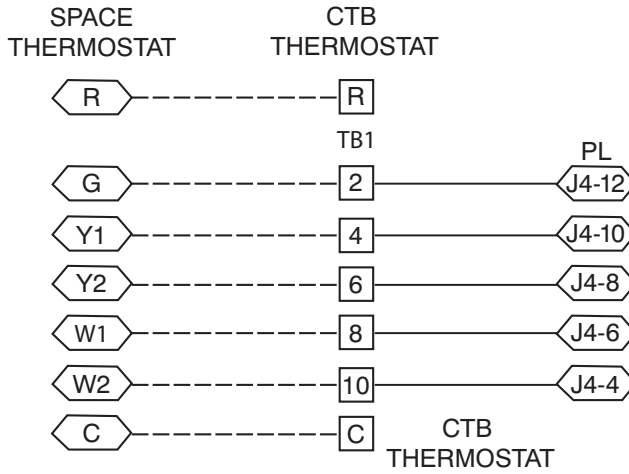 SPACE
THERMOSTAT
CTB
THERMOSTAT
R R
TB1
PL
G 2 J4-12
Y1 4 J4-10
Y2 6 J4-8
W1 8 J4-6
W2 10 J4-4
C C
CTB
THERMOSTAT